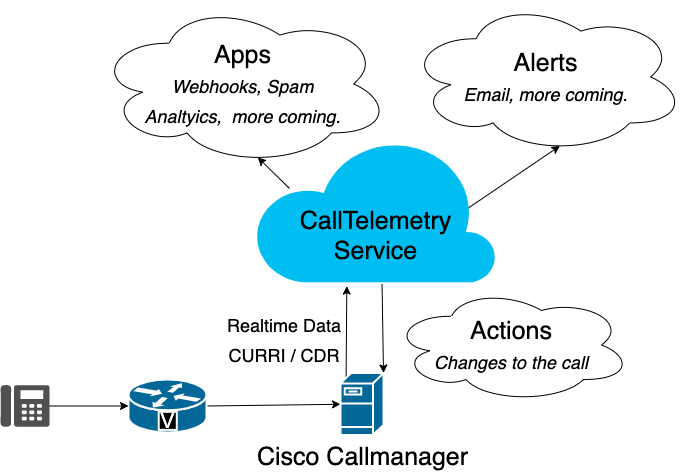 Apps
Webhooks, Spam
Analtyics, more coming.
Alerts
Email, more coming.
CallTelemetry
Service
Realtime Data
CURRI / CDR
Actions
Changes to the call
V
Cisco Callmanager